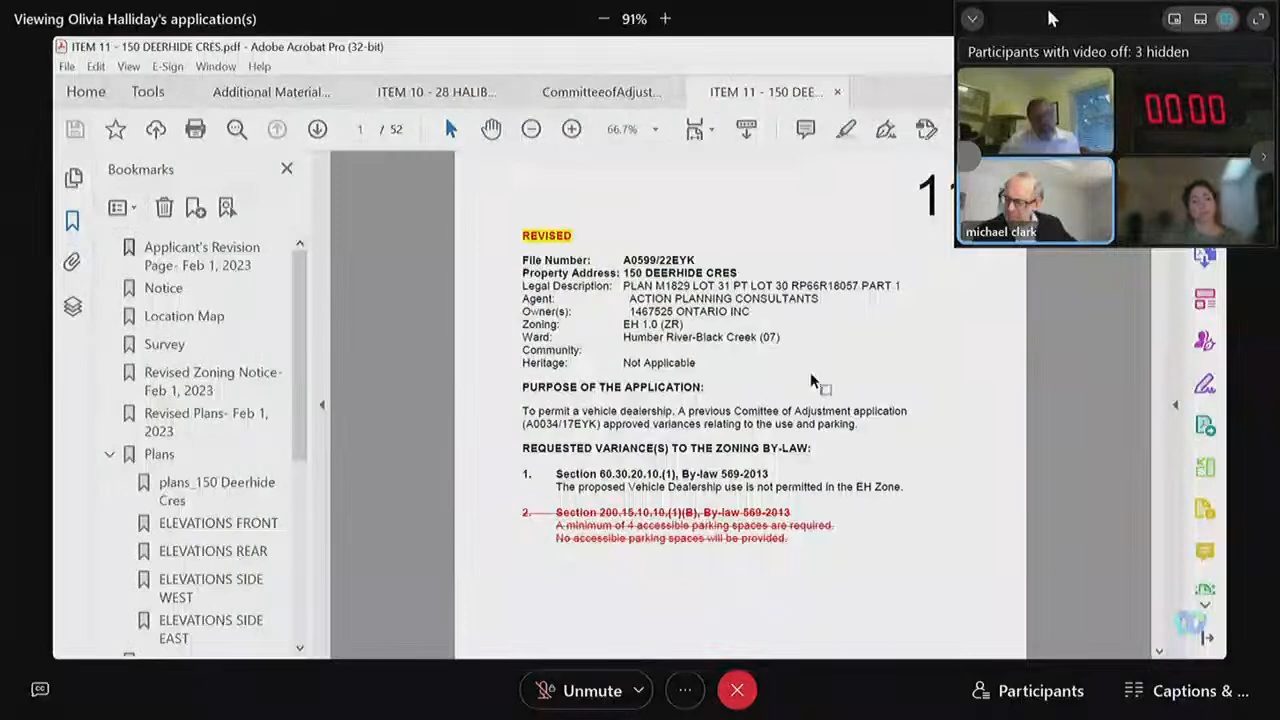 Viewing Olivia Halliday's application(s)
91%
Participants with video off: 3 hidden
00:00
michael clark
ITEM 11 - 150 DEERHIDE CRES.pdf - Adobe Acrobat Pro (32-bit)
File Edit View E-Sign Window Help
Home Tools Additional Material... ITEM 10 - 28 HALIB... CommitteeofAdjust... ITEM 11 - 150 DEE... ×
1 / 52 66.7%
Bookmarks
Applicant's Revision
Page- Feb 1, 2023
Notice
Location Map
Survey
Revised Zoning Notice-
Feb 1, 2023
Revised Plans- Feb 1,
2023
Plans
plans_150 Deerhide
Cres
ELEVATIONS FRONT
ELEVATIONS REAR
ELEVATIONS SIDE
WEST
ELEVATIONS SIDE
EAST
REVISED
File Number: A0599/22EYK
Property Address: 150 DEERHIDE CRES
Legal Description: PLAN M1829 LOT 31 PT LOT 30 RP66R18057 PART 1
Agent: ACTION PLANNING CONSULTANTS
Owner(s): 1467525 ONTARIO INC
Zoning: EH 1.0 (ZR)
Ward: Humber River-Black Creek (07)
Community:
Heritage: Not Applicable
PURPOSE OF THE APPLICATION:
To permit a vehicle dealership. A previous Comittee of Adjustment application
(A0034/17EYK) approved variances relating to the use and parking.
REQUESTED VARIANCE(S) TO THE ZONING BY-LAW:
1. Section 60.30.20.10.(1), By-law 569-2013
The proposed Vehicle Dealership use is not permitted in the EH Zone.
2. Section 200.15.10.10.(1)(B), By-law 569-2013
A minimum of 4 accessible parking spaces are required.
No accessible parking spaces will be provided.
Unmute
Participants
Captions & ...